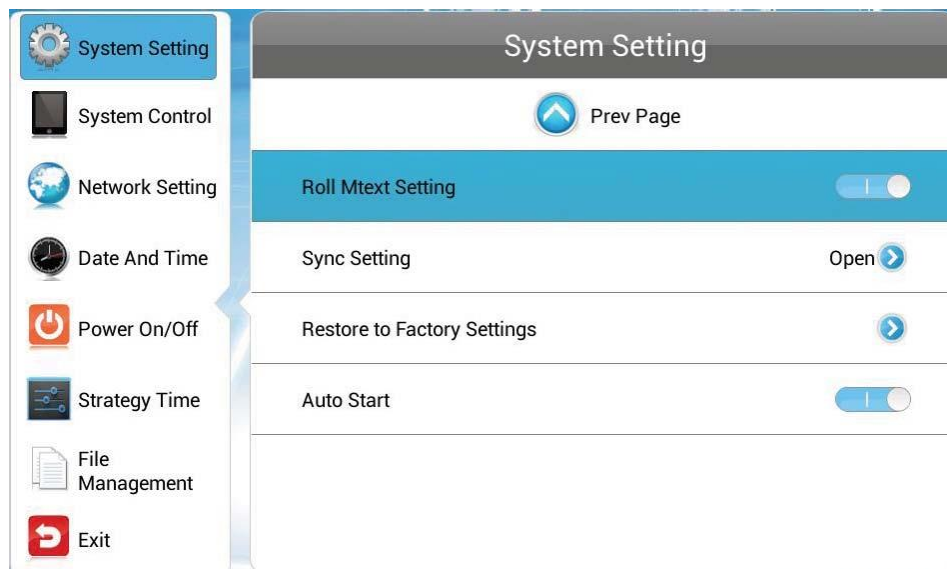 System Setting
System Control
Network Setting
Date And Time
Power On/Off
Strategy Time
File
Management
Exit
System Setting
Prev Page
Roll Mtext Setting
Sync Setting Open
Restore to Factory Settings
Auto Start